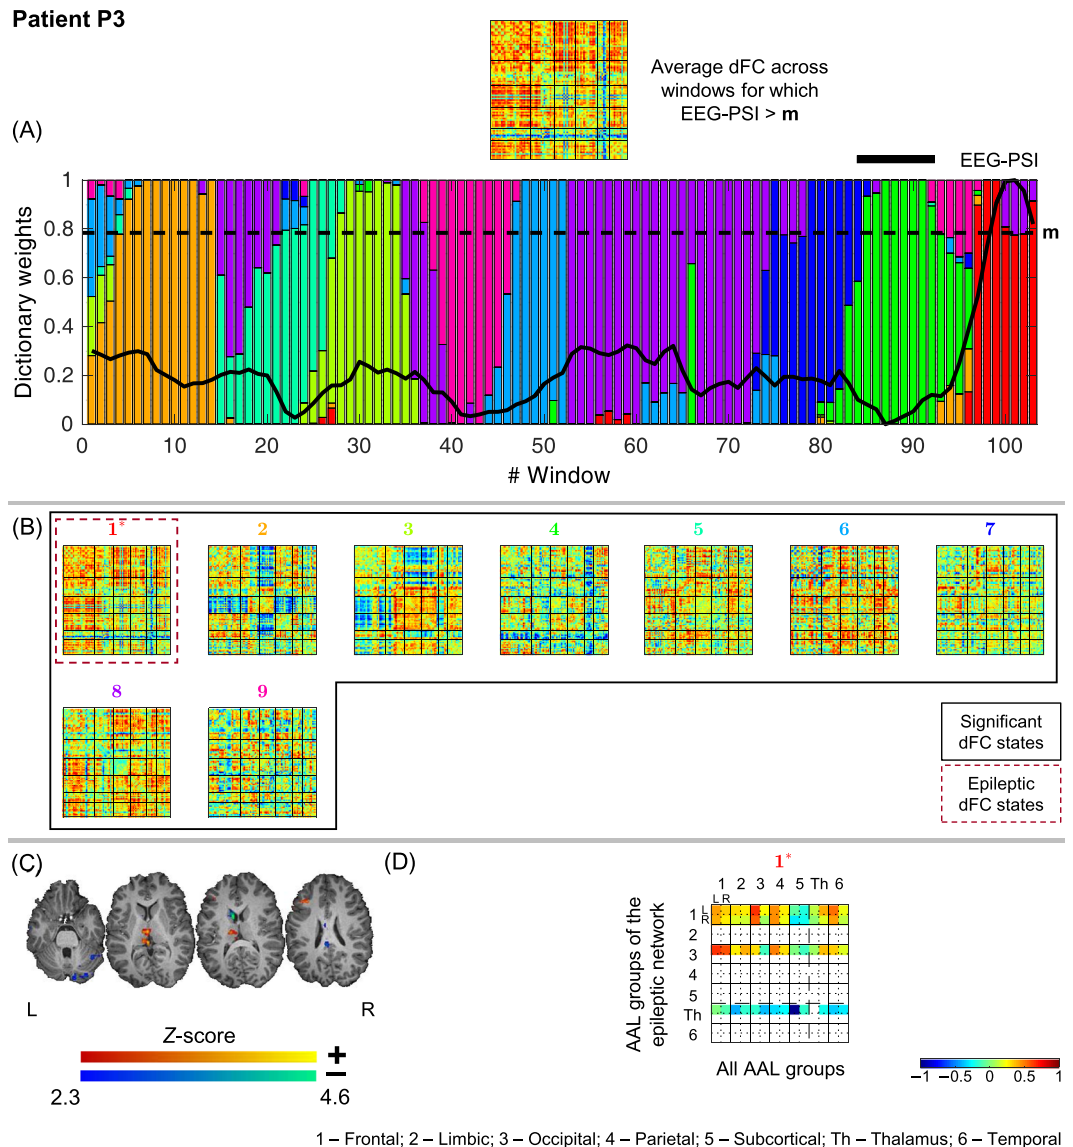 Patient P3
Average dFC across
windows for which
EEG-PSI > m
(A)
EEG-PSI
1
0.8
0.6
0.4
0.2
0
m
Dictionary weights
0 10 20 30 40 50 60 70 80 90 100
# Window
(B)
1* 2 3 4 5 6 7
8 9
Significant
dFC states
Epileptic
dFC states
(C)
L R
Z-score
+
−
2.3 4.6
(D)
1*
1 2 3 4 5 Th 6
L R
1 L
R
2
3
4
5
Th
6
AAL groups of the
epileptic network
All AAL groups
−1 −0.5 0 0.5 1
1 – Frontal; 2 – Limbic; 3 – Occipital; 4 – Parietal; 5 – Subcortical; Th – Thalamus; 6 – Temporal